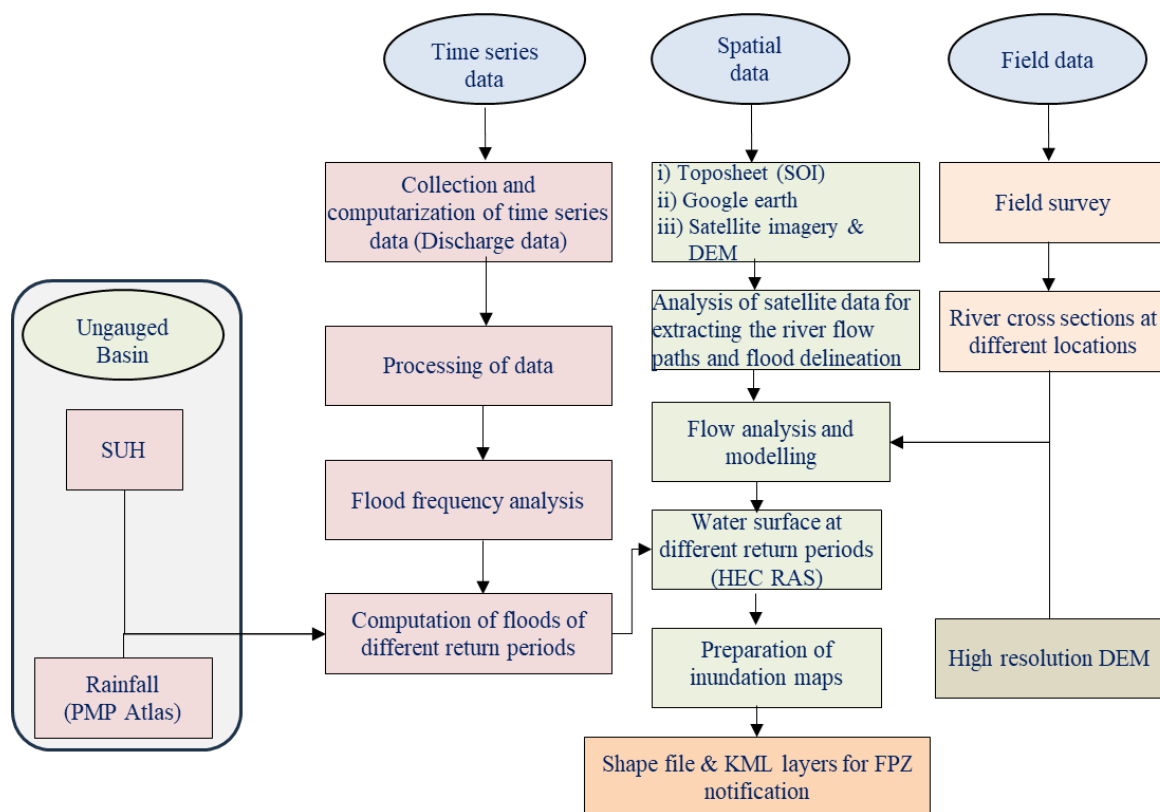 Time series
data
Spatial
data
Field data
Collection and
computarization of time series
data (Discharge data)
i) Toposheet (SOI)
ii) Google earth
iii) Satellite imagery &
DEM
Field survey
Ungauged
Basin
Analysis of satellite data for
extracting the river flow
paths and flood delineation
River cross sections at
different locations
Processing of data
SUH
Flow analysis and
modelling
Flood frequency analysis
Water surface at
different return periods
(HEC RAS)
Computation of floods of
different return periods
Rainfall
(PMP Atlas)
Preparation of
inundation maps
High resolution DEM
Shape file & KML layers for FPZ
notification